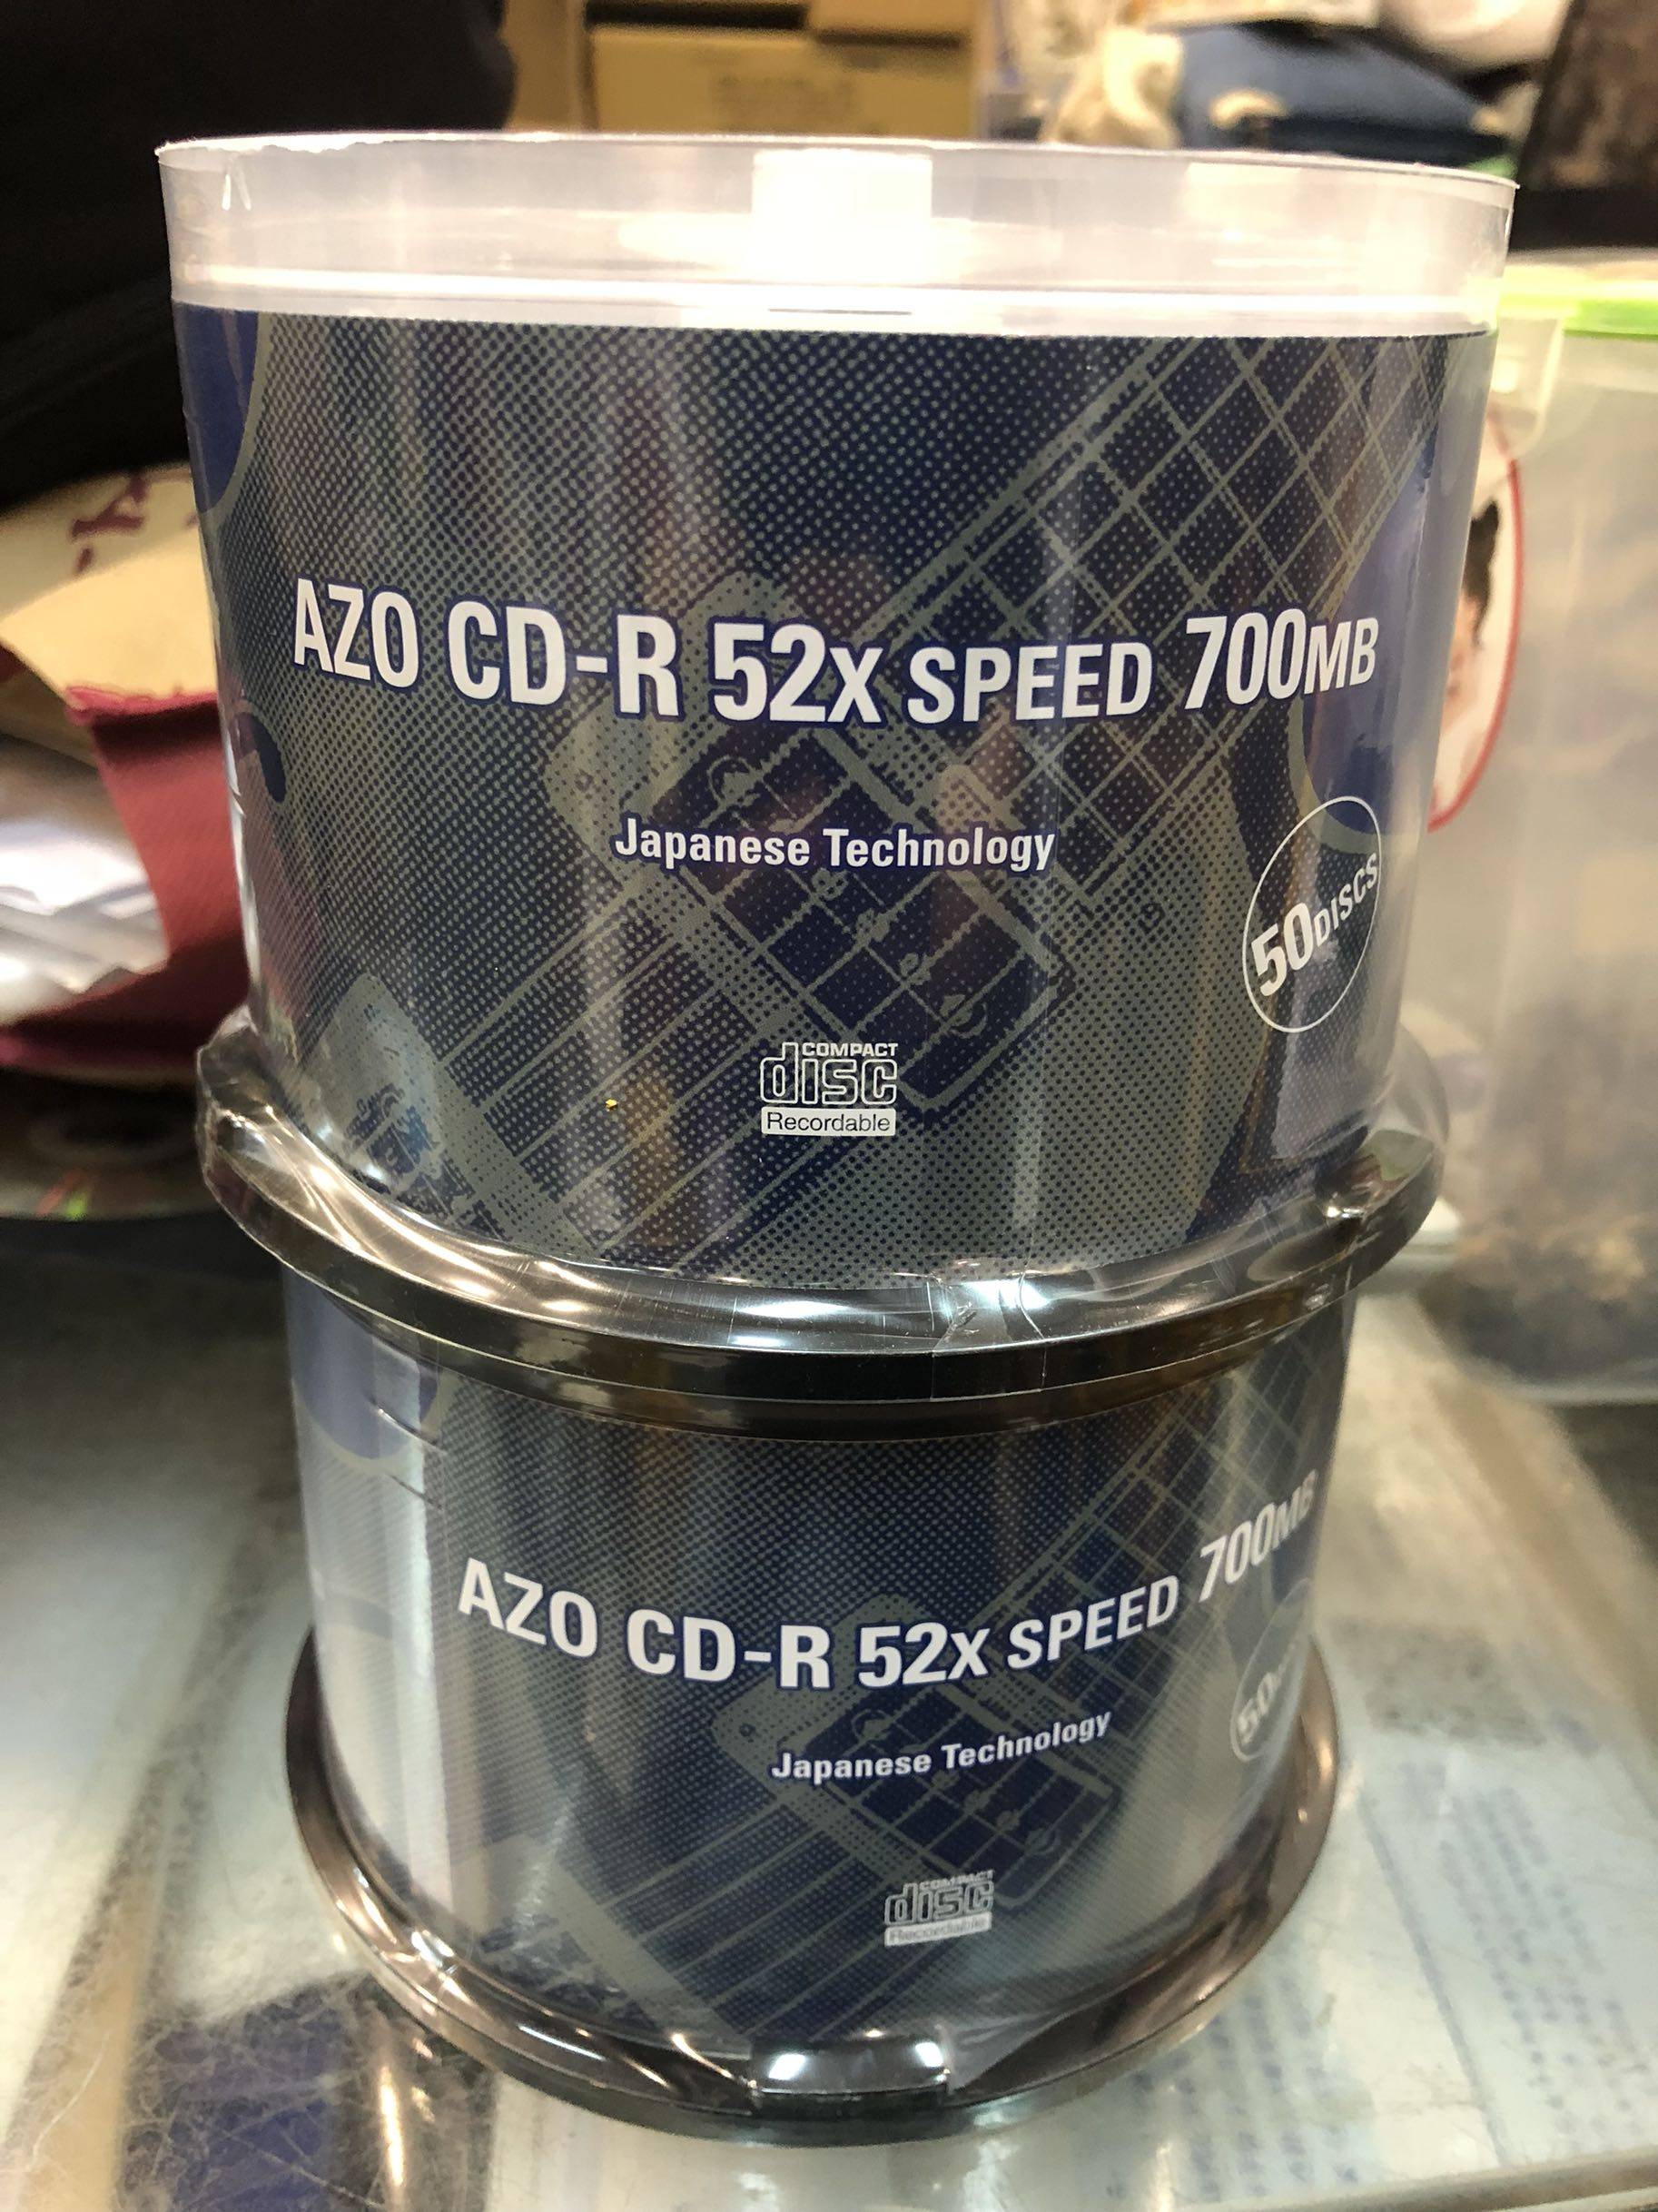 AZO CD-R 52X SPEED 700MB
Japanese Technology
50DISCS
COMPACT
disc
Recordable
AZO CD-R 52X SPEED 700MB
Japanese Technology
50
COMPACT
disc
Recordable